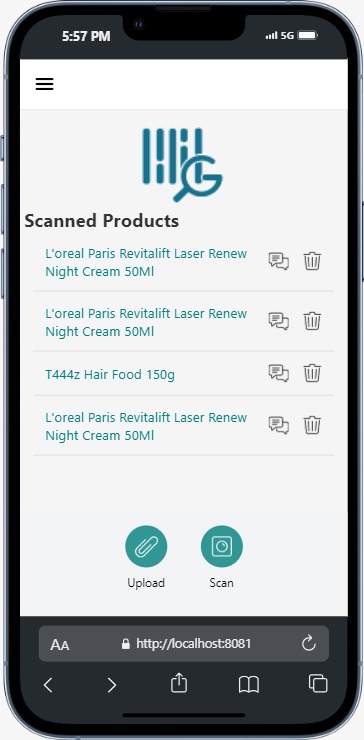 5:57 PM
5G
G
Scanned Products
L'oreal Paris Revitalift Laser Renew
Night Cream 50Ml
L'oreal Paris Revitalift Laser Renew
Night Cream 50Ml
T444z Hair Food 150g
L'oreal Paris Revitalift Laser Renew
Night Cream 50Ml
Upload
Scan
AA
http://localhost:8081